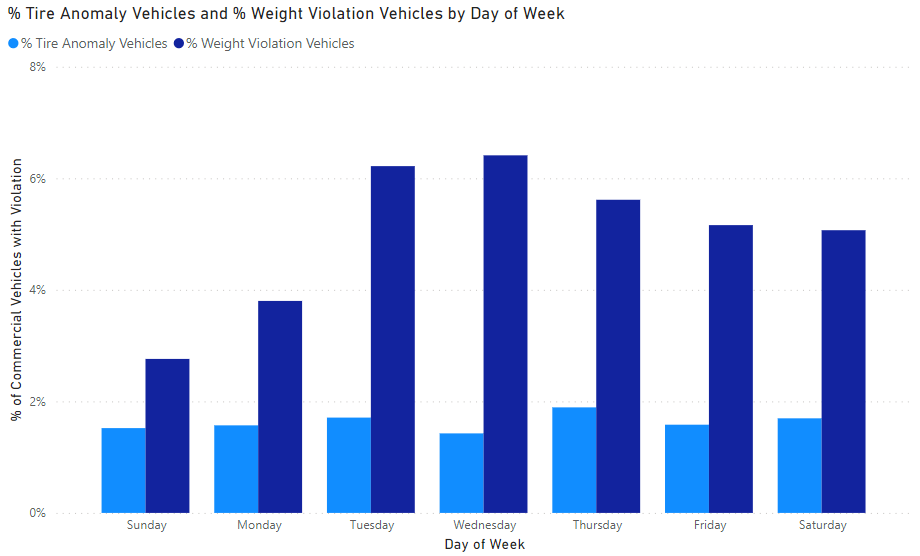 % Tire Anomaly Vehicles and % Weight Violation Vehicles by Day of Week
% Tire Anomaly Vehicles % Weight Violation Vehicles
% of Commercial Vehicles with Violation
8%
6%
4%
2%
0%
Sunday Monday Tuesday Wednesday Thursday Friday Saturday
Day of Week